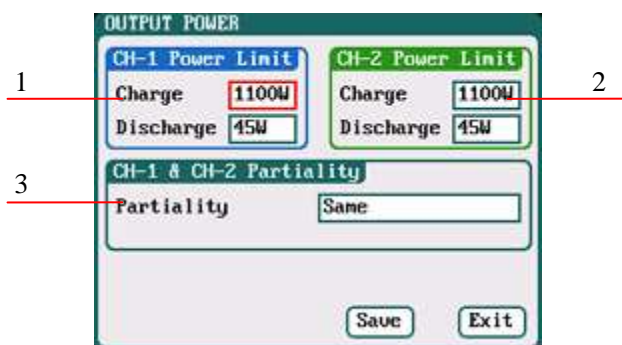 OUTPUT POWER
CH-1 Power Limit
Charge 1100W
Discharge 45W
CH-2 Power Limit
Charge 1100W
Discharge 45W
CH-1 & CH-2 Partiality
Partiality Same
Save Exit
1
2
3